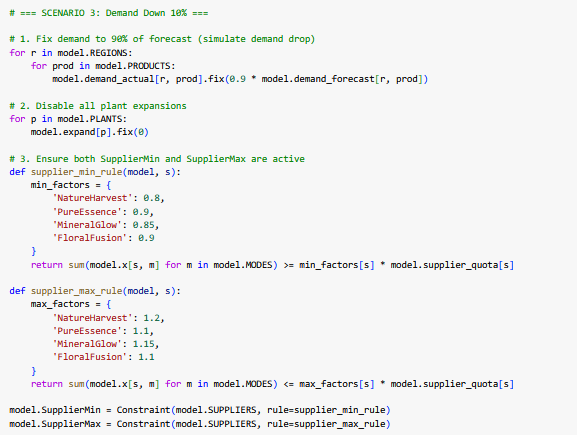 # === SCENARIO 3: Demand Down 10% ===
# 1. Fix demand to 90% of forecast (simulate demand drop)
for r in model.REGIONS:
    for prod in model.PRODUCTS:
        model.demand_actual[r, prod].fix(0.9 * model.demand_forecast[r, prod])
# 2. Disable all plant expansions
for p in model.PLANTS:
    model.expand[p].fix(0)
# 3. Ensure both SupplierMin and SupplierMax are active
def supplier_min_rule(model, s):
    min_factors = {
        'NatureHarvest': 0.8,
        'PureEssence': 0.9,
        'MineralGlow': 0.85,
        'FloralFusion': 0.9
    }
    return sum(model.x[s, m] for m in model.MODES) >= min_factors[s] * model.supplier_quota[s]
def supplier_max_rule(model, s):
    max_factors = {
        'NatureHarvest': 1.2,
        'PureEssence': 1.1,
        'MineralGlow': 1.15,
        'FloralFusion': 1.1
    }
    return sum(model.x[s, m] for m in model.MODES) <= max_factors[s] * model.supplier_quota[s]
model.SupplierMin = Constraint(model.SUPPLIERS, rule=supplier_min_rule)
model.SupplierMax = Constraint(model.SUPPLIERS, rule=supplier_max_rule)